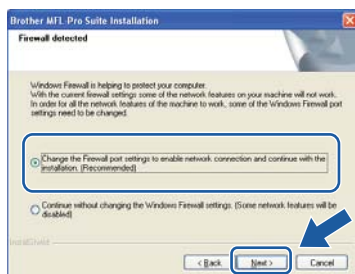 Brother MFL-Pro Suite Installation
Firewall detected
Windows Firewall is helping to protect your computer.
With the current firewall settings some of the network features on your machine will not work.
In order for all the network features of the machine to work, some of the Windows Firewall port
settings need to be changed.
Change the Firewall port settings to enable network connection and continue with the
installation. (Recommended)
Continue without changing the Windows Firewall settings. (Some network features will be
disabled)
InstallShield
< Back
Next >
Cancel